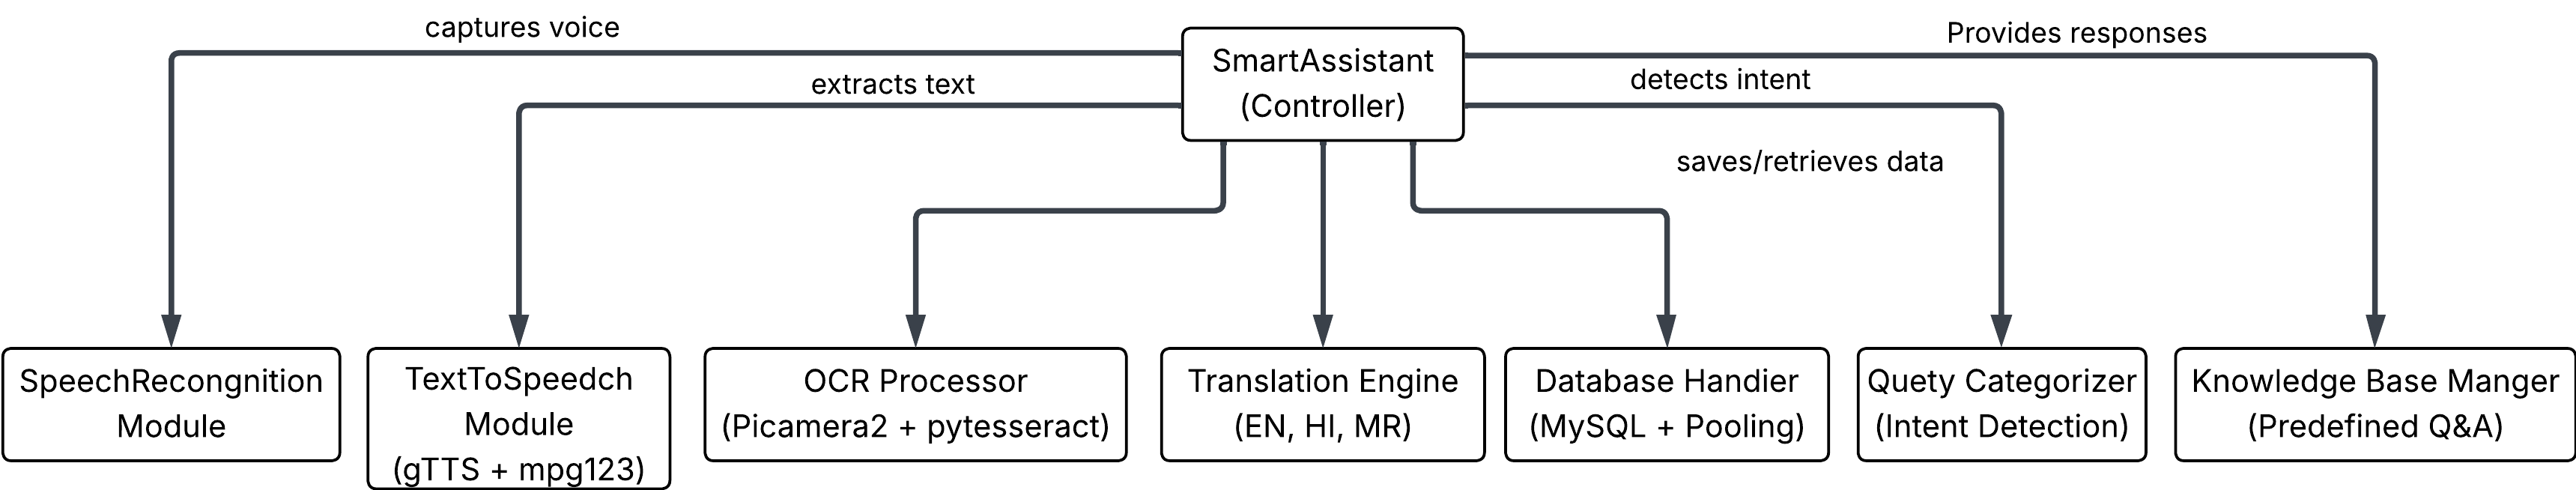 captures voice
Provides responses
extracts text
detects intent
SmartAssistant
(Controller)
saves/retrieves data
SpeechRecongnition
Module
TextToSpeedch
Module
(gTTS + mpg123)
OCR Processor
(Picamera2 + pytesseract)
Translation Engine
(EN, HI, MR)
Database Handier
(MySQL + Pooling)
Quety Categorizer
(Intent Detection)
Knowledge Base Manger
(Predefined Q&A)